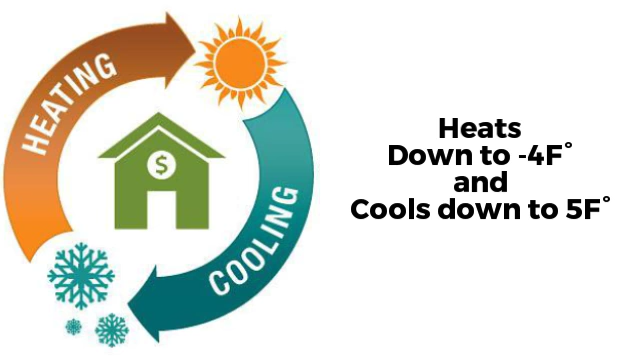 HEATING
$
COOLING
Heats
Down to -4F°
and
Cools down to 5F°